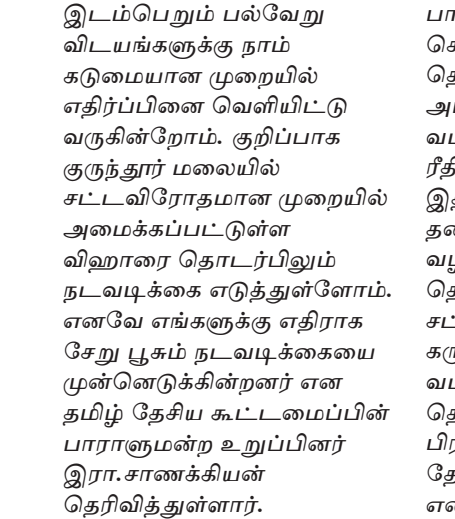 இடம்பெறும் பல்வேறு
விடயங்களுக்கு நாம்
கடுமையான முறையில்
எதிர்ப்பினை வெளியிட்டு
வருகின்றோம். குறிப்பாக
குருந்தூர் மலையில்
சட்டவிரோதமான முறையில்
அமைக்கப்பட்டுள்ள
விஹாரை தொடர்பிலும்
நடவடிக்கை எடுத்துள்ளோம்.
எனவே எங்களுக்கு எதிராக
சேறு பூசும் நடவடிக்கையை
முன்னெடுக்கின்றனர் என
தமிழ் தேசிய கூட்டமைப்பின்
பாராளுமன்ற உறுப்பினர்
இரா.சாணக்கியன்
தெரிவித்துள்ளார்.